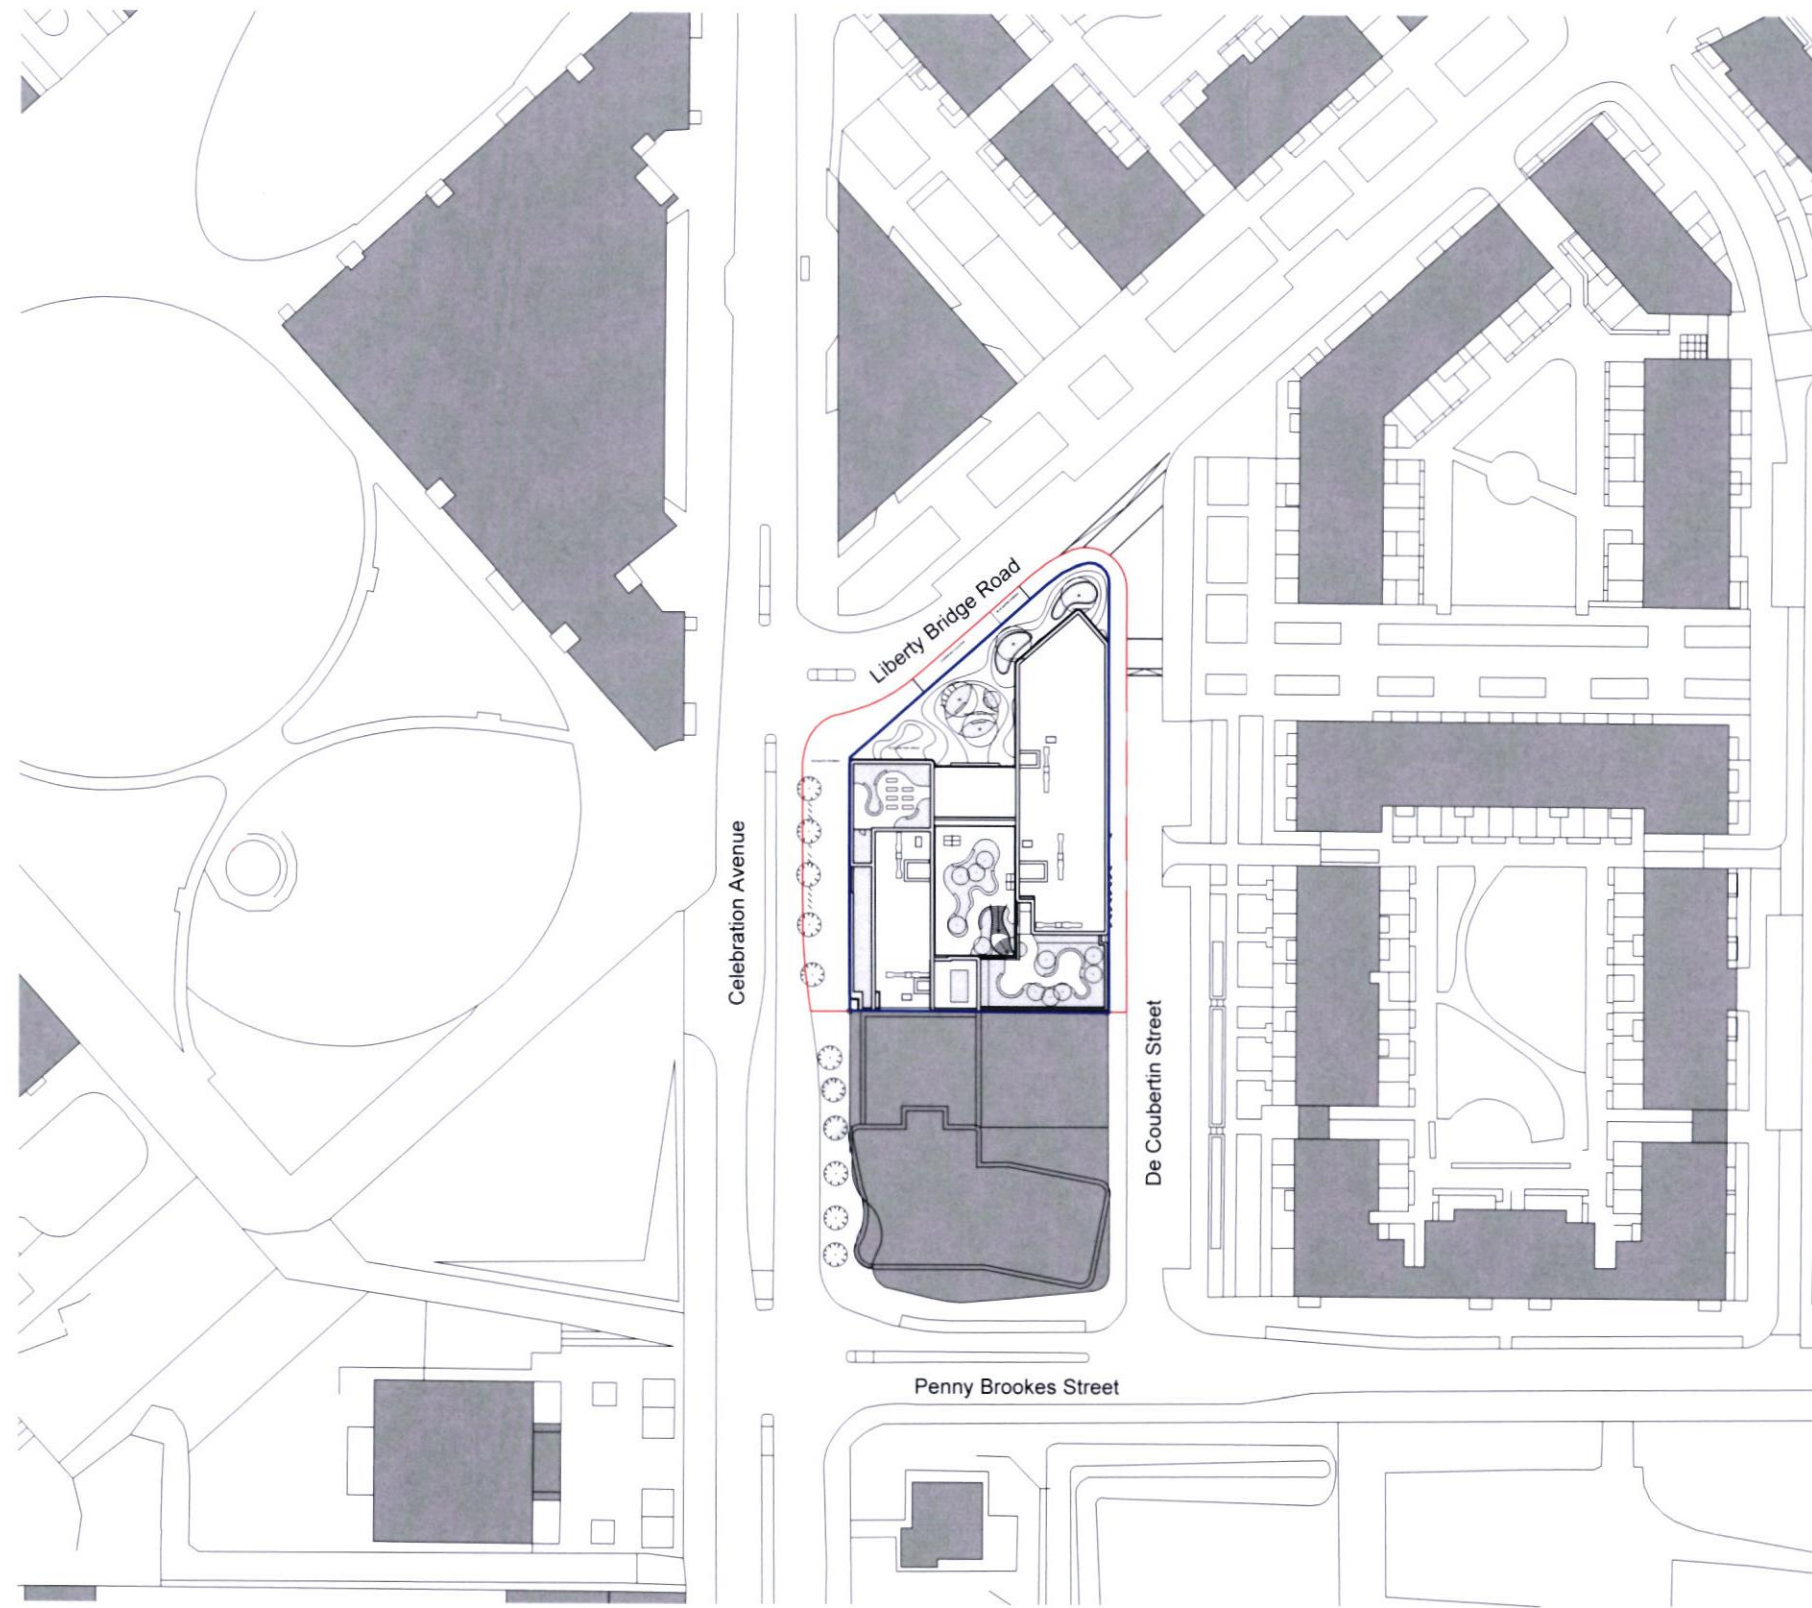 Liberty Bridge Road
Celebration Avenue
De Coubertin Street
Penny Brookes Street